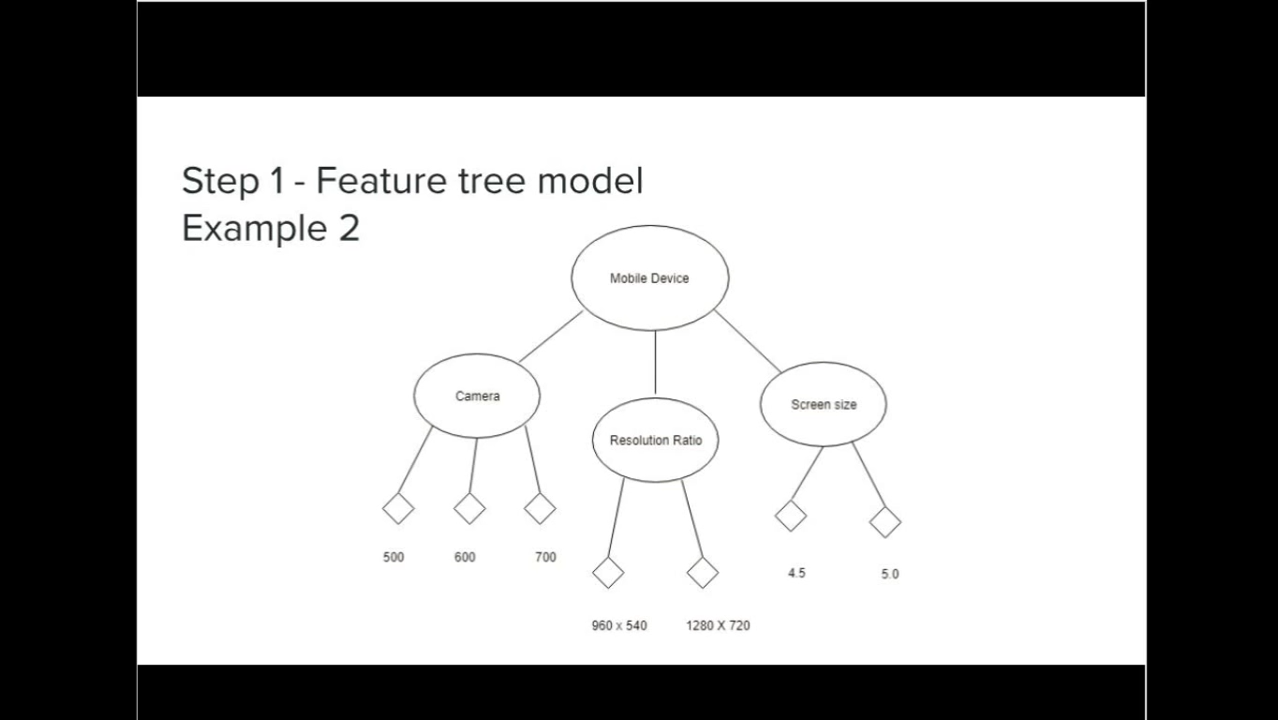 Step 1 - Feature tree model
Example 2
Mobile Device
Camera
Resolution Ratio
Screen size
500
600
700
960 x 540
1280 X 720
4.5
5.0